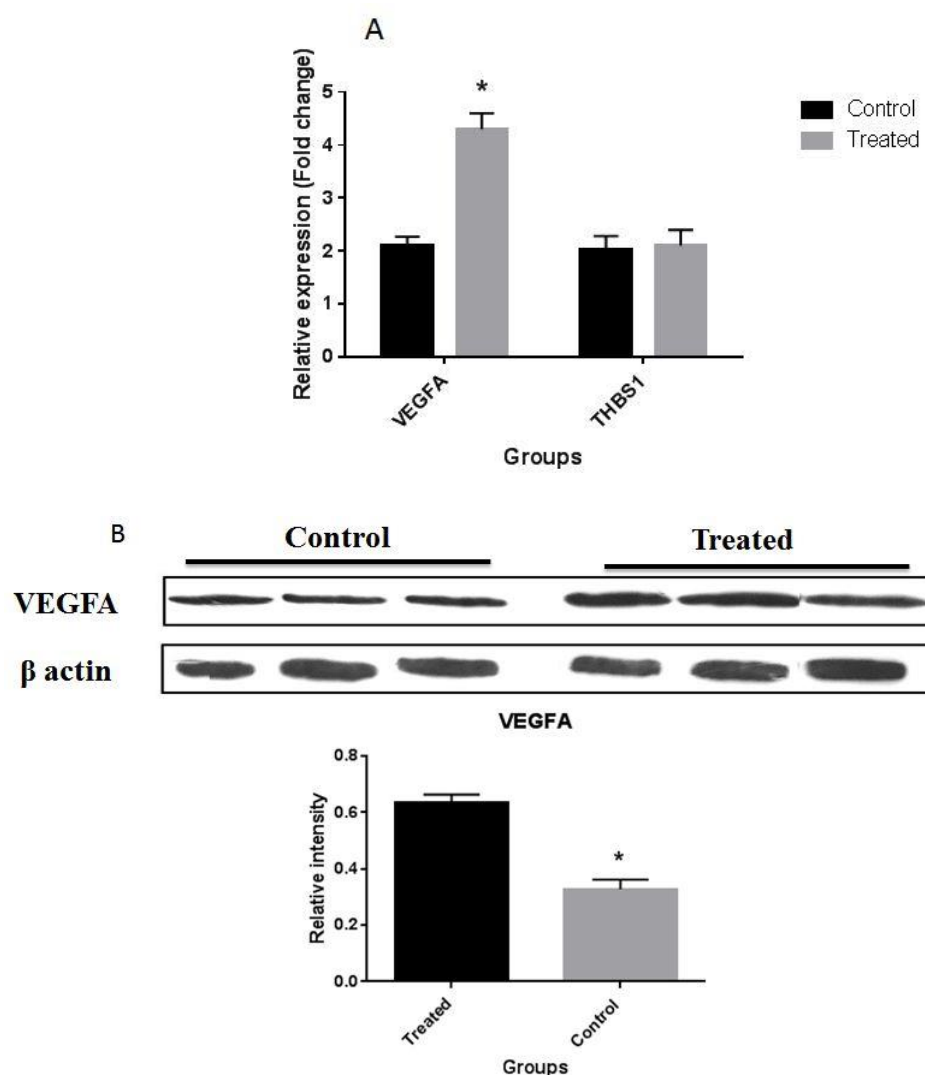 A
Relative expression (Fold change)
5
4
3
2
1
0
*
Control
Treated
VEGFA
THBS1
Groups
B
Control
Treated
VEGFA
β actin
VEGFA
Relative intensity
0.8
0.6
0.4
0.2
0.0
*
Treated
Control
Groups